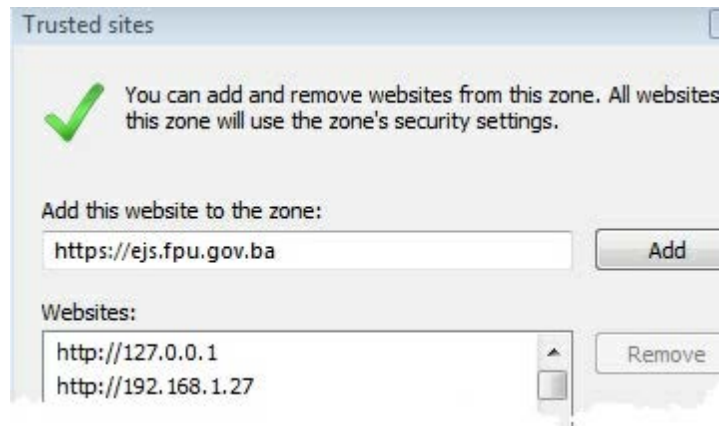 Trusted sites
You can add and remove websites from this zone. All websites
this zone will use the zone's security settings.
Add this website to the zone:
https://ejs.fpu.gov.ba
Add
Websites:
http://127.0.0.1
Remove
http://192.168.1.27